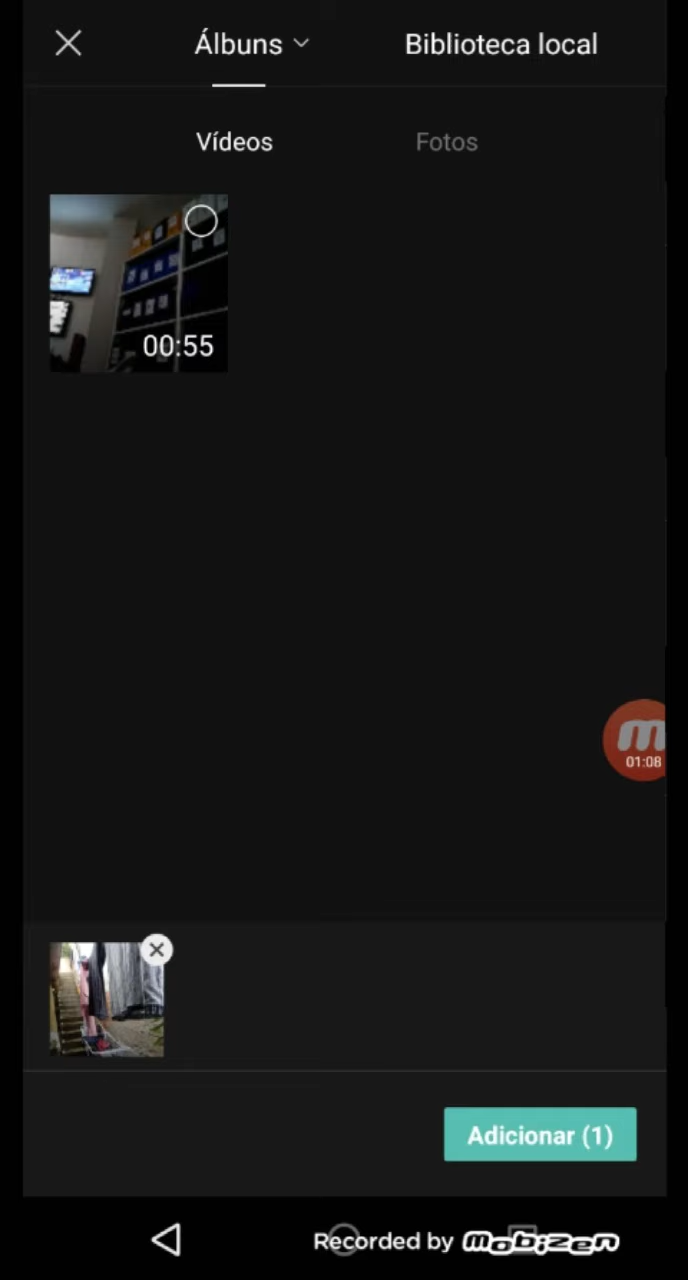 Álbuns
Biblioteca local
Vídeos
Fotos
00:55
m
01:08
Adicionar (1)
Recorded by mobizen